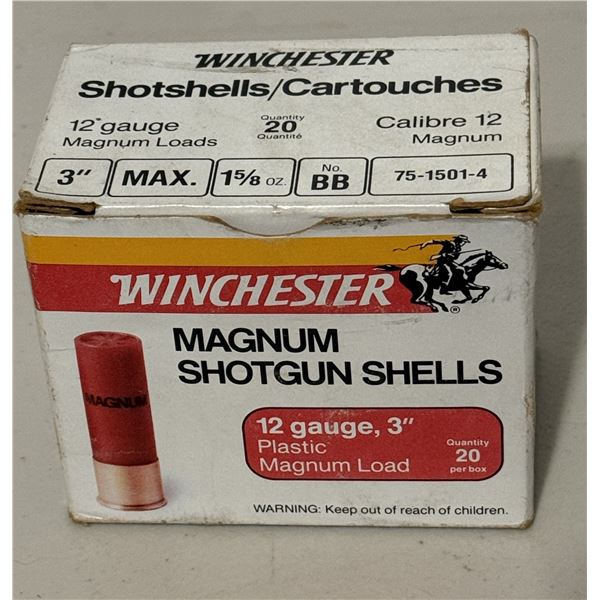 WINCHESTER
Shotshells/Cartouches
12 gauge Quantity Calibre 12
Magnum Loads 20 Magnum
Quantité
3" MAX. 1 5/8 oz. No. BB 75-1501-4
WINCHESTER ®
MAGNUM
SHOTGUN SHELLS
MAGNUM
12 gauge, 3"
Plastic Quantity
Magnum Load 20
per box
WARNING: Keep out of reach of children.